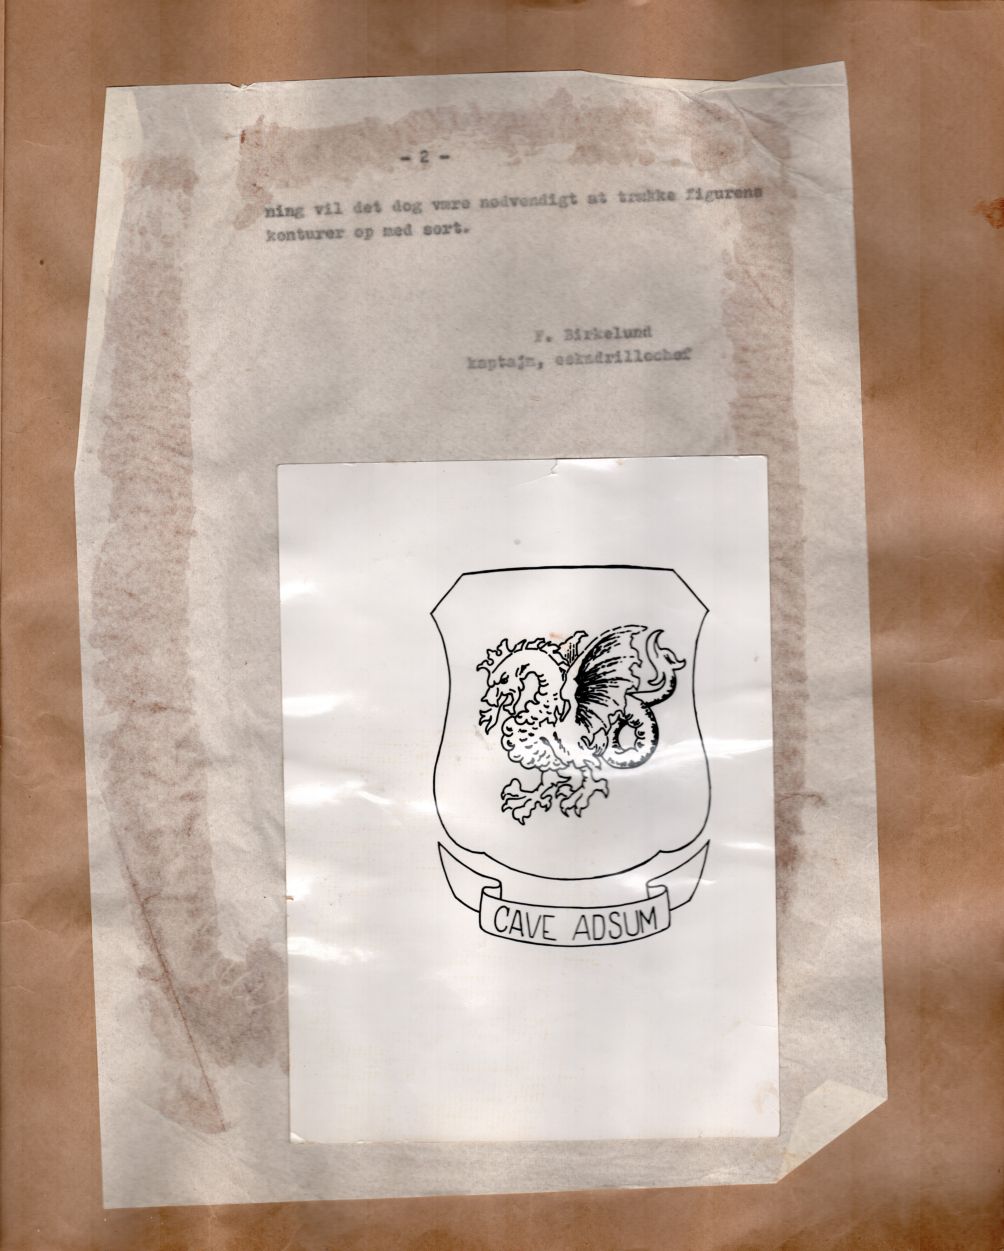 - 2 -
ning vil det dog være nødvendigt at trække figurens
konturer op med sort.
F. Birkelund
kaptajn, eskadrillechef
CAVE ADSUM